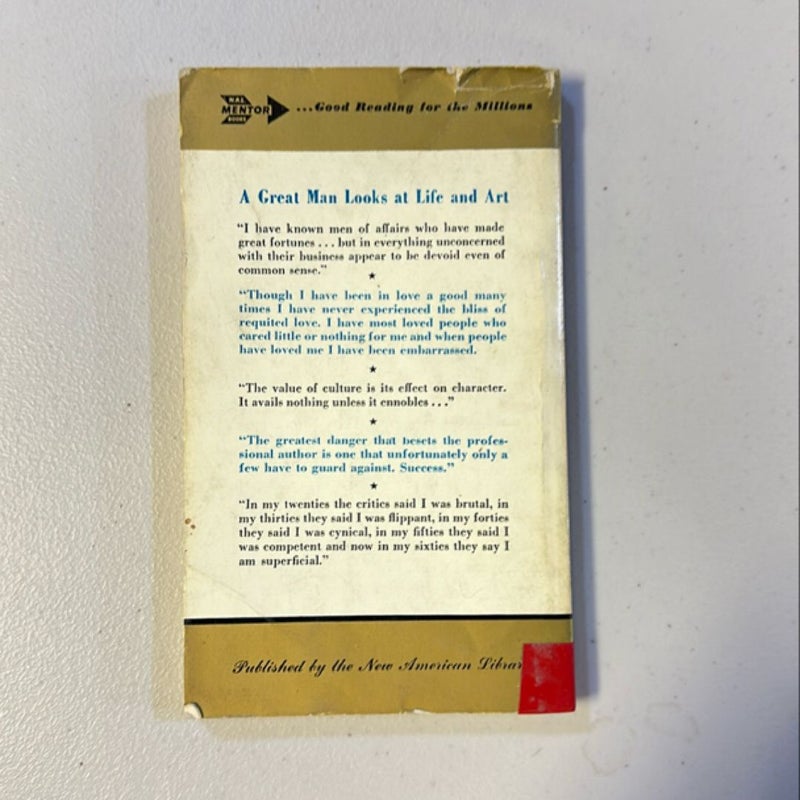 NAL
MENTOR
BOOKS
...Good Reading for the Millions
A Great Man Looks at Life and Art
"I have known men of affairs who have made
great fortunes . . . but in everything unconcerned
with their business appear to be devoid even of
common sense."
★
"Though I have been in love a good many
times I have never experienced the bliss of
requited love. I have most loved people who
cared little or nothing for me and when people
have loved me I have been embarrassed.
★
"The value of culture is its effect on character.
It avails nothing unless it ennobles . . ."
★
"The greatest danger that besets the profes-
sional author is one that unfortunately only a
few have to guard against. Success."
★
"In my twenties the critics said I was brutal, in
my thirties they said I was flippant, in my forties
they said I was cynical, in my fifties they said I
was competent and now in my sixties they say I
am superficial."
Published by the New American